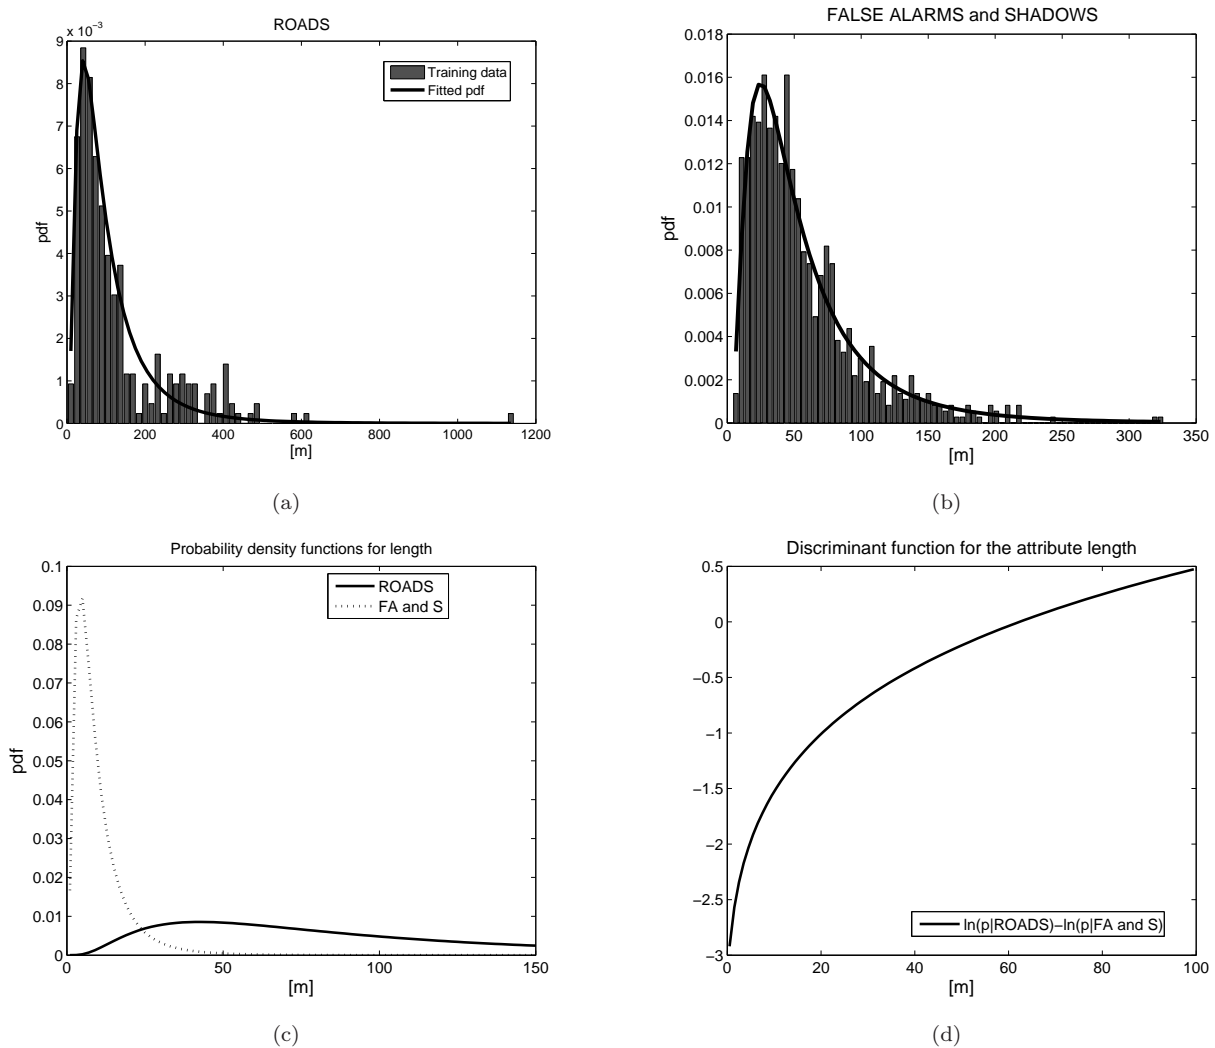 ROADS
x 10⁻³
9
8
7
6
5
4
3
2
1
0
pdf
Training data
Fitted pdf
0 200 400 600 800 1000 1200
[m]
(a)
FALSE ALARMS and SHADOWS
0.018
0.016
0.014
0.012
0.01
0.008
0.006
0.004
0.002
0
pdf
0 50 100 150 200 250 300 350
[m]
(b)
Probability density functions for length
0.1
0.09
0.08
0.07
0.06
0.05
0.04
0.03
0.02
0.01
0
pdf
ROADS
FA and S
0 50 100 150
[m]
(c)
Discriminant function for the attribute length
0.5
0
−0.5
−1
−1.5
−2
−2.5
−3
ln(p|ROADS)−ln(p|FA and S)
0 20 40 60 80 100
[m]
(d)